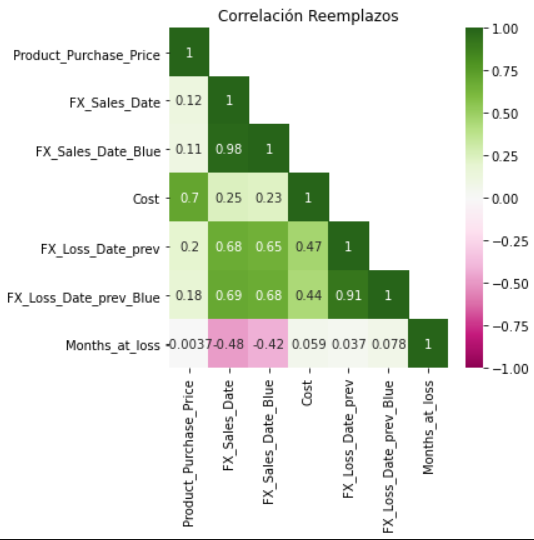 Correlación Reemplazos
Product_Purchase_Price 1
FX_Sales_Date 0.12 1
FX_Sales_Date_Blue 0.11 0.98 1
Cost 0.7 0.25 0.23 1
FX_Loss_Date_prev 0.2 0.68 0.65 0.47 1
FX_Loss_Date_prev_Blue 0.18 0.69 0.68 0.44 0.91 1
Months_at_loss -0.0037 -0.48 -0.42 0.059 0.037 0.078 1
Product_Purchase_Price
FX_Sales_Date
FX_Sales_Date_Blue
Cost
FX_Loss_Date_prev
FX_Loss_Date_prev_Blue
Months_at_loss
1.00
0.75
0.50
0.25
0.00
−0.25
−0.50
−0.75
−1.00